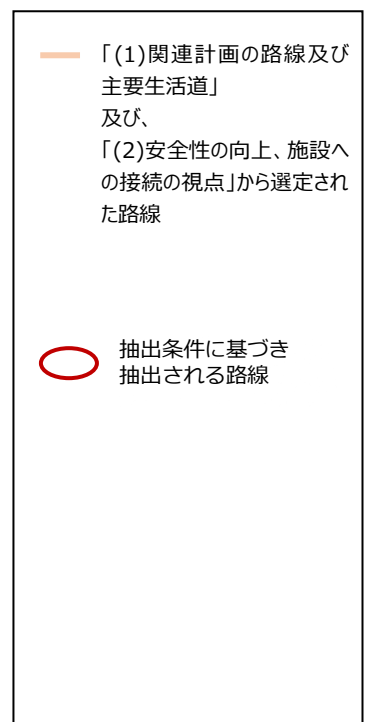 「(1)関連計画の路線及び
主要生活道」
及び、
「(2)安全性の向上、施設へ
の接続の視点」から選定され
た路線
抽出条件に基づき
抽出される路線